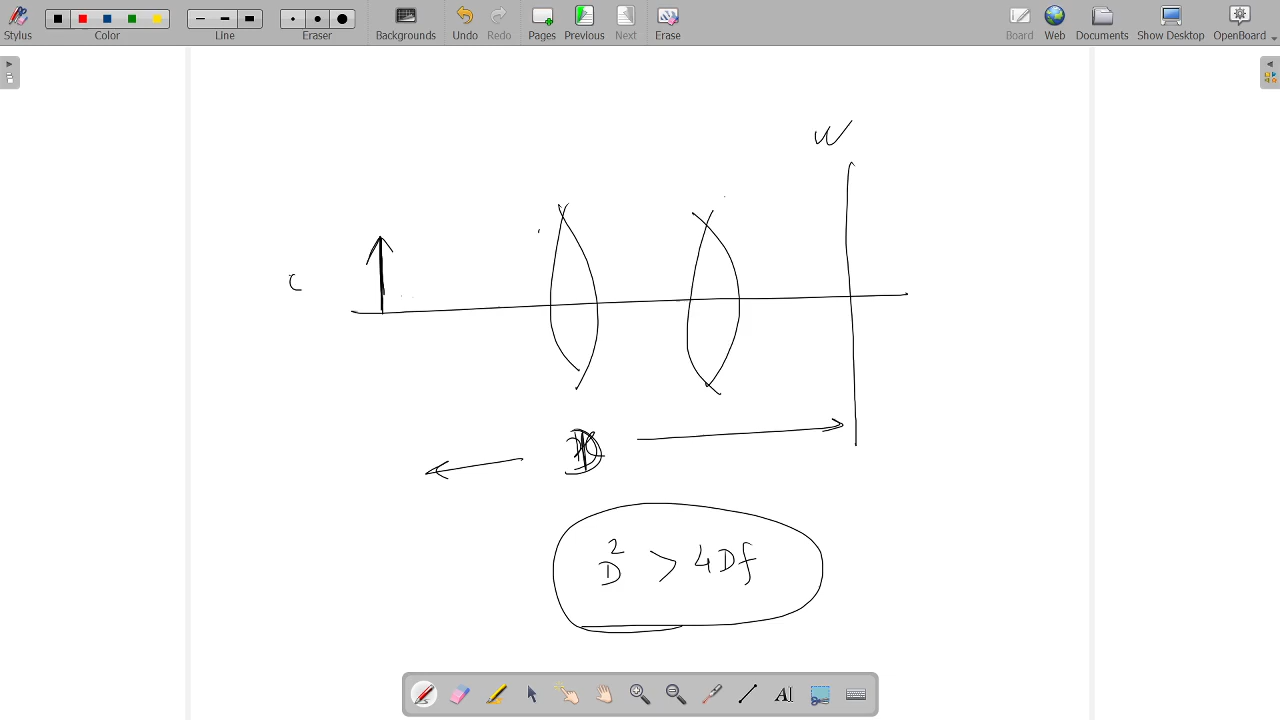 Stylus Color Line Eraser Backgrounds Undo Redo Pages Previous Next Erase Board Web Documents Show Desktop OpenBoard
W
C
D
D² > 4Df
AI